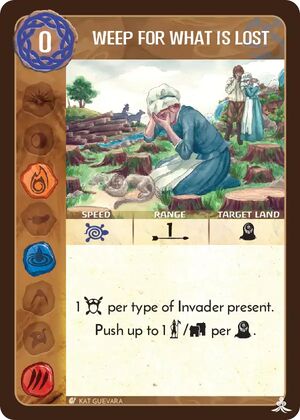 0
WEEP FOR WHAT IS LOST
SPEED RANGE TARGET LAND
1
1 per type of Invader present.
Push up to 1 / per .
KAT GUEVARA